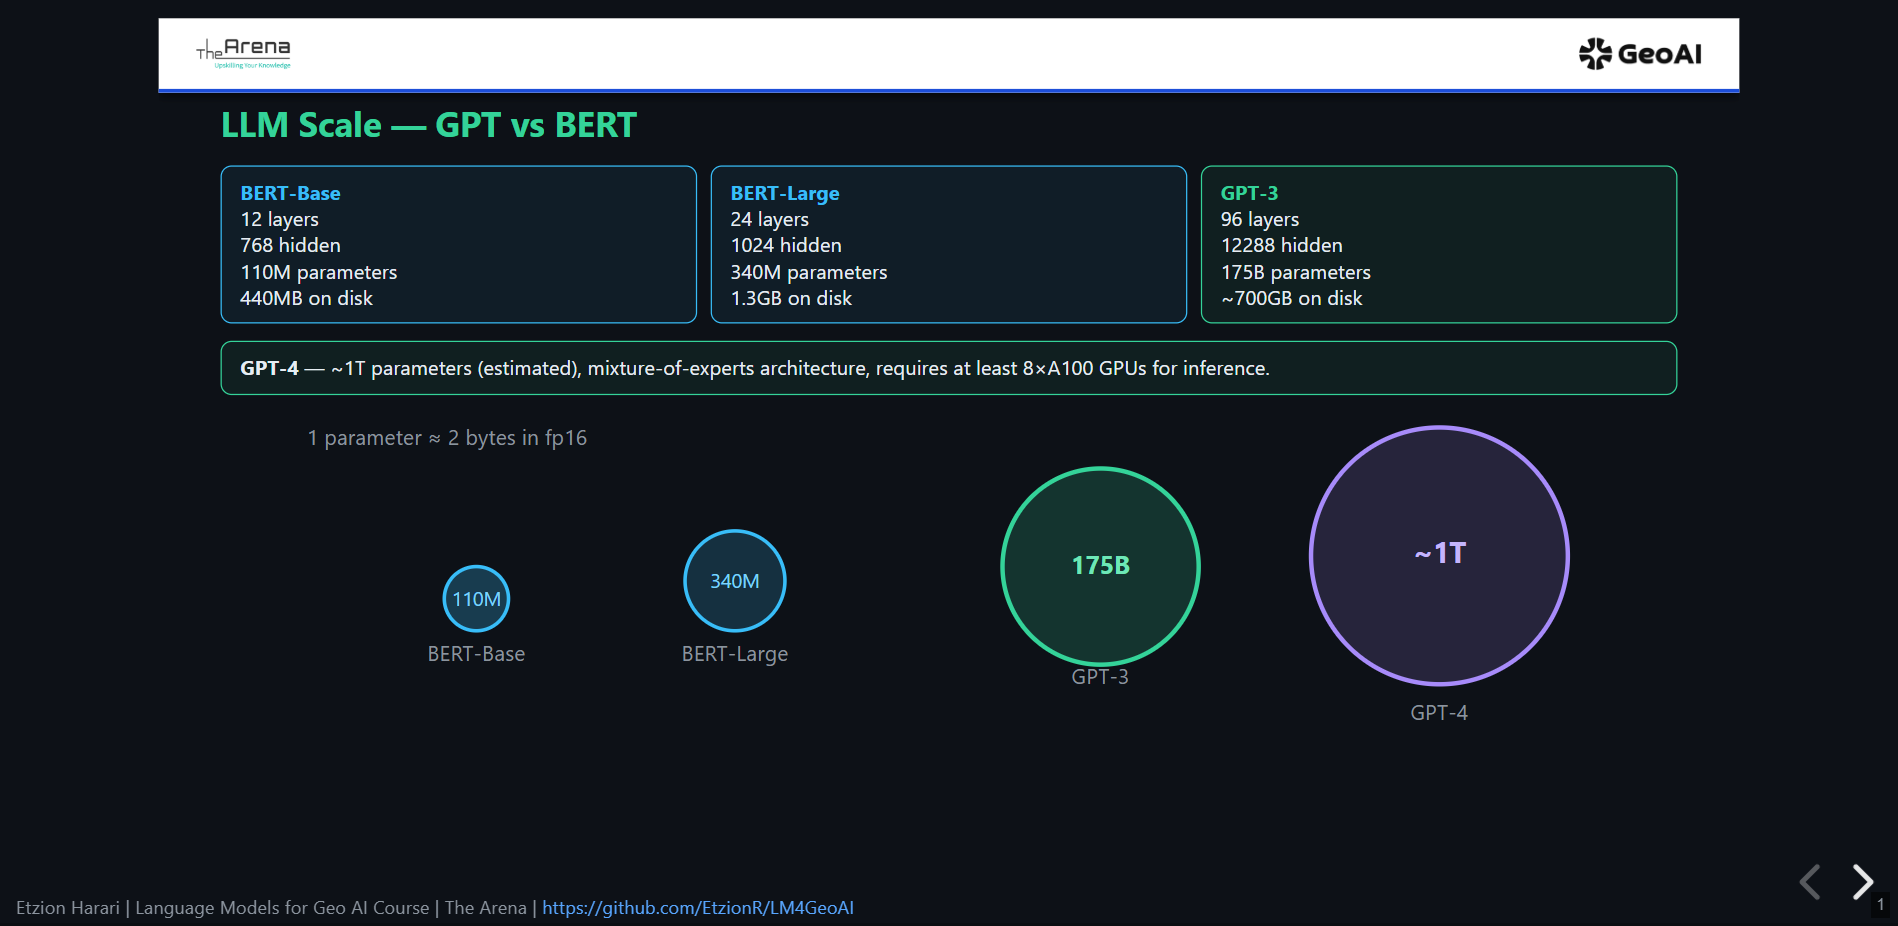 The Arena
Upskilling Your Knowledge
GeoAI
LLM Scale — GPT vs BERT
BERT-Base
12 layers
768 hidden
110M parameters
440MB on disk
BERT-Large
24 layers
1024 hidden
340M parameters
1.3GB on disk
GPT-3
96 layers
12288 hidden
175B parameters
~700GB on disk
GPT-4 — ~1T parameters (estimated), mixture-of-experts architecture, requires at least 8×A100 GPUs for inference.
1 parameter ≈ 2 bytes in fp16
110M
BERT-Base
340M
BERT-Large
175B
GPT-3
~1T
GPT-4
Etzion Harari | Language Models for Geo AI Course | The Arena | https://github.com/EtzionR/LM4GeoAI
1